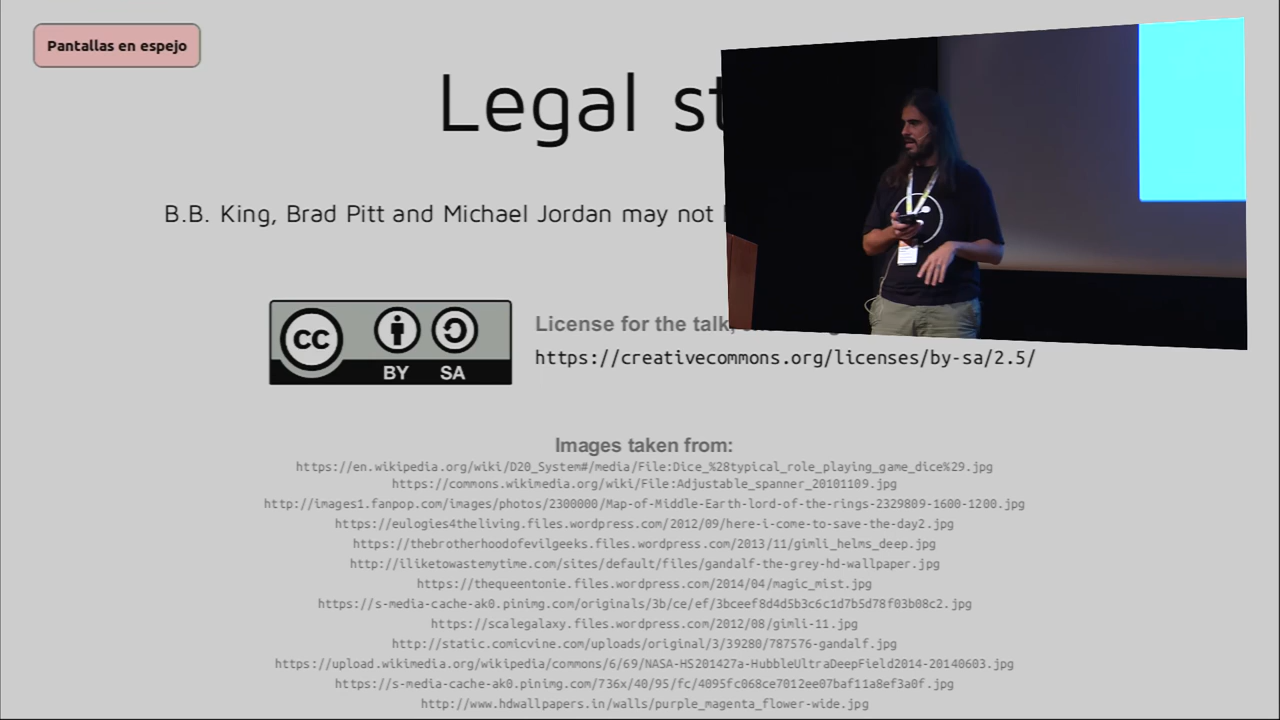 Pantallas en espejo
Legal st
B.B. King, Brad Pitt and Michael Jordan may not
CC
BY SA
License for the talk,
https://creativecommons.org/licenses/by-sa/2.5/
Images taken from:
https://en.wikipedia.org/wiki/D20_System#/media/File:Dice_%28typical_role_playing_game_dice%29.jpg
https://commons.wikimedia.org/wiki/File:Adjustable_spanner_20101109.jpg
http://images1.fanpop.com/images/photos/2300000/Map-of-Middle-Earth-lord-of-the-rings-2329809-1600-1200.jpg
https://eulogies4theliving.files.wordpress.com/2012/09/here-i-come-to-save-the-day2.jpg
https://thebrotherhoodofevilgeeks.files.wordpress.com/2013/11/gimli_helms_deep.jpg
http://iliketowastemytime.com/sites/default/files/gandalf-the-grey-hd-wallpaper.jpg
https://thequeentonie.files.wordpress.com/2014/04/magic_mist.jpg
https://s-media-cache-ak0.pinimg.com/originals/3b/ce/ef/3bceef8d4d5b3c6c1d7b5d78f03b08c2.jpg
https://scalegalaxy.files.wordpress.com/2012/08/gimli-11.jpg
http://static.comicvine.com/uploads/original/3/39280/787576-gandalf.jpg
https://upload.wikimedia.org/wikipedia/commons/6/69/NASA-HS201427a-HubbleUltraDeepField2014-20140603.jpg
https://s-media-cache-ak0.pinimg.com/736x/40/95/fc/4095fc068ce7012ee07baf11a8ef3a0f.jpg
http://www.hdwallpapers.in/walls/purple_magenta_flower-wide.jpg